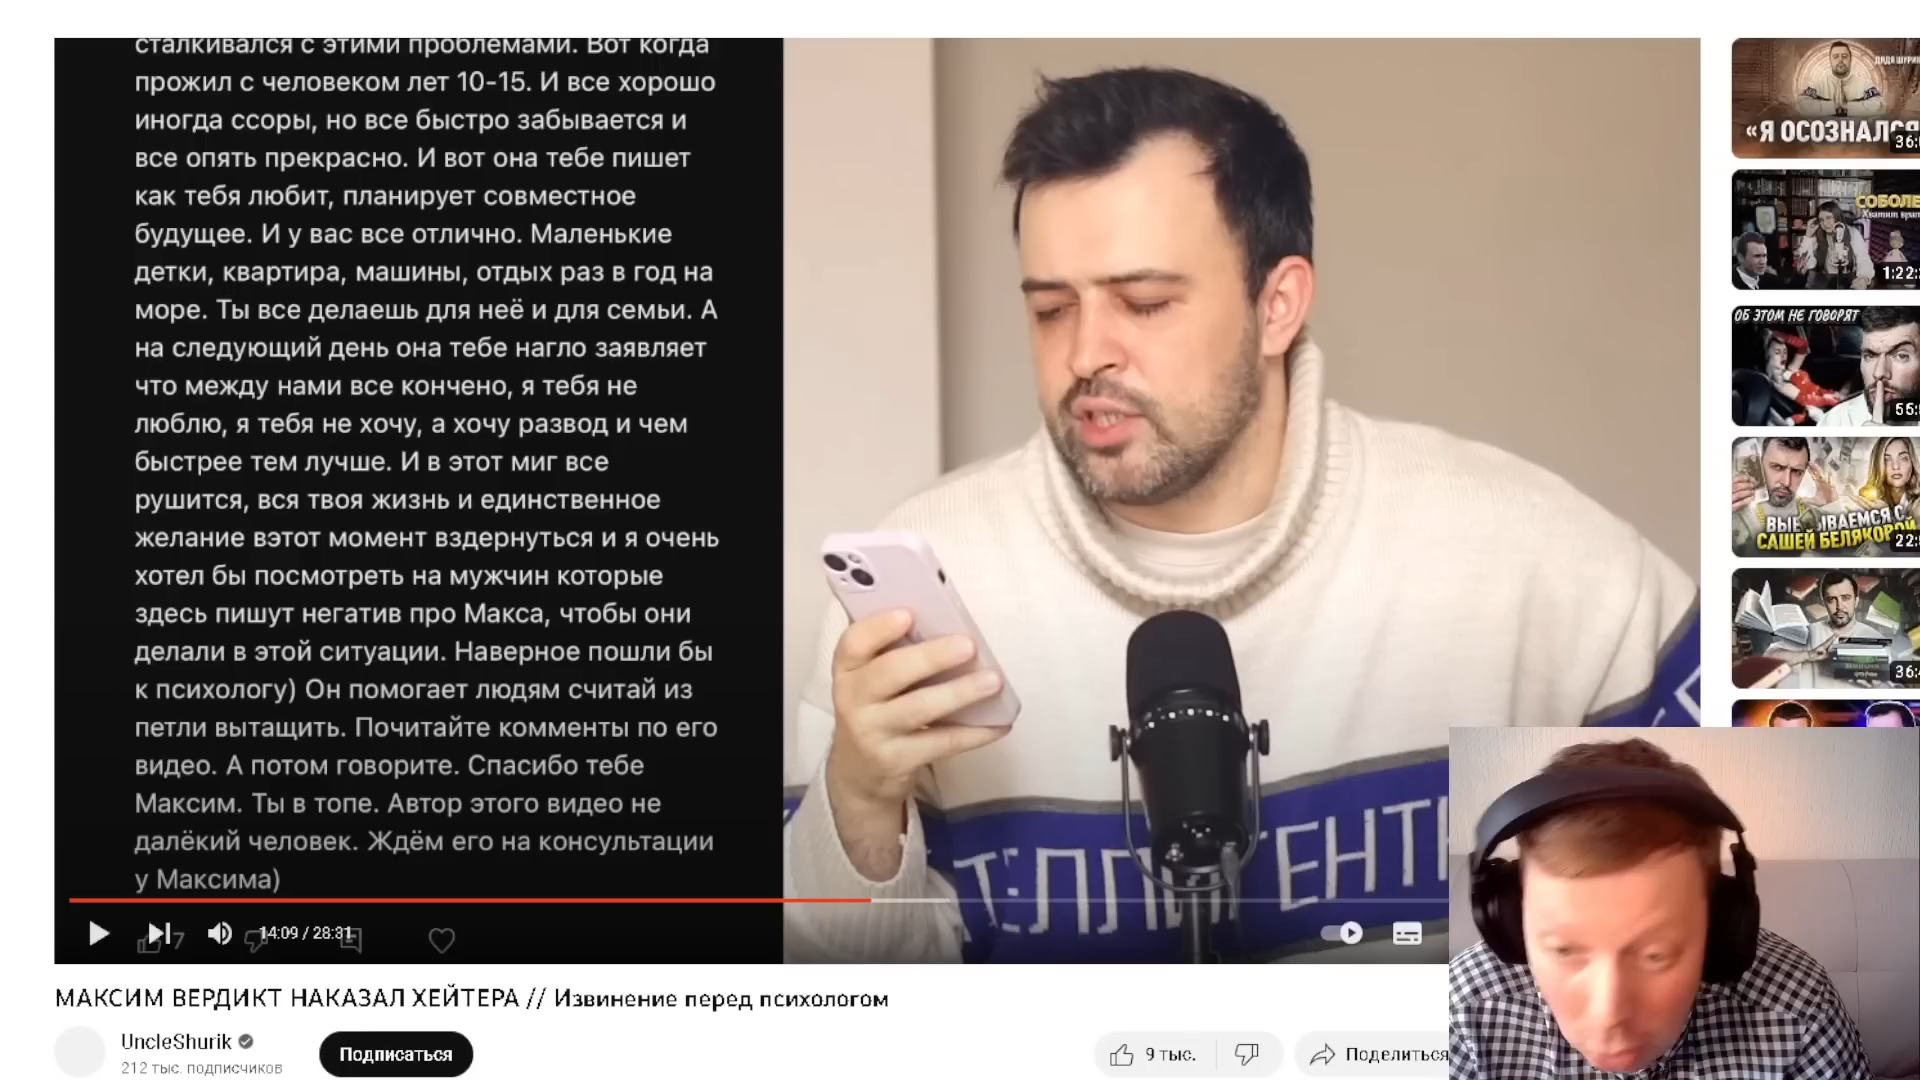 сталкивался с этими проблемами. Вот когда
прожил с человеком лет 10-15. И все хорошо
иногда ссоры, но все быстро забывается и
все опять прекрасно. И вот она тебе пишет
как тебя любит, планирует совместное
будущее. И у вас все отлично. Маленькие
детки, квартира, машины, отдых раз в год на
море. Ты все делаешь для неё и для семьи. А
на следующий день она тебе нагло заявляет
что между нами все кончено, я тебя не
люблю, я тебя не хочу, а хочу развод и чем
быстрее тем лучше. И в этот миг все
рушится, вся твоя жизнь и единственное
желание вэтот момент вздернуться и я очень
хотел бы посмотреть на мужчин которые
здесь пишут негатив про Макса, чтобы они
делали в этой ситуации. Наверное пошли бы
к психологу) Он помогает людям считай из
петли вытащить. Почитайте комменты по его
видео. А потом говорите. Спасибо тебе
Максим. Ты в топе. Автор этого видео не
далёкий человек. Ждём его на консультации
у Максима)
7
14:09 / 28:31
МАКСИМ ВЕРДИКТ НАКАЗАЛ ХЕЙТЕРА // Извинение перед психологом
UncleShurik
212 тыс. подписчиков
Подписаться
9 тыс.
Поделиться
«Я ОСОЗНАЛСЯ
36:
СОБОЛЕ
1:22:
ОБ ЭТОМ НЕ ГОВОРЯТ
55:
САШЕЙ БЕЛЯКОВОЙ
22:
36: